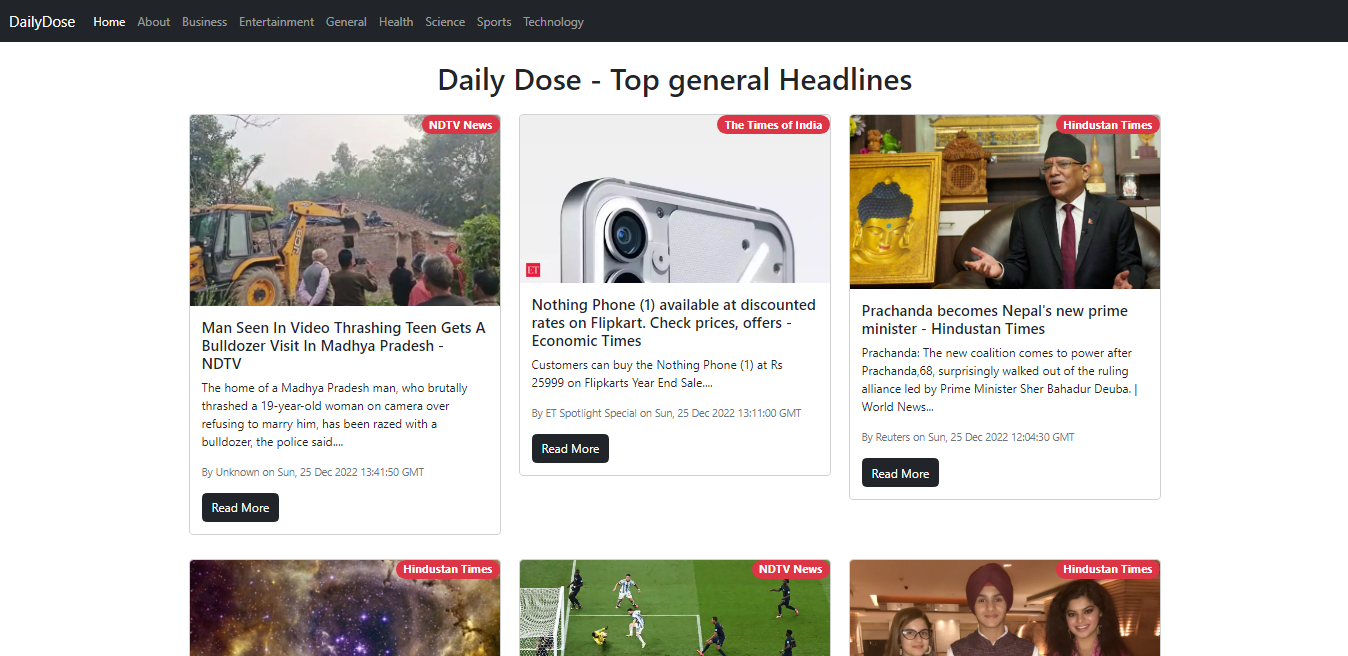 DailyDose Home About Business Entertainment General Health Science Sports Technology
Daily Dose - Top general Headlines
NDTV News
Man Seen In Video Thrashing Teen Gets A
Bulldozer Visit In Madhya Pradesh -
NDTV
The home of a Madhya Pradesh man, who brutally
thrashed a 19-year-old woman on camera over
refusing to marry him, has been razed with a
bulldozer, the police said....
By Unknown on Sun, 25 Dec 2022 13:41:50 GMT
Read More
The Times of India
ET
Nothing Phone (1) available at discounted
rates on Flipkart. Check prices, offers -
Economic Times
Customers can buy the Nothing Phone (1) at Rs
25999 on Flipkarts Year End Sale....
By ET Spotlight Special on Sun, 25 Dec 2022 13:11:00 GMT
Read More
Hindustan Times
Prachanda becomes Nepal's new prime
minister - Hindustan Times
Prachanda: The new coalition comes to power after
Prachanda,68, surprisingly walked out of the ruling
alliance led by Prime Minister Sher Bahadur Deuba. |
World News...
By Reuters on Sun, 25 Dec 2022 12:04:30 GMT
Read More
Hindustan Times
NDTV News
Hindustan Times